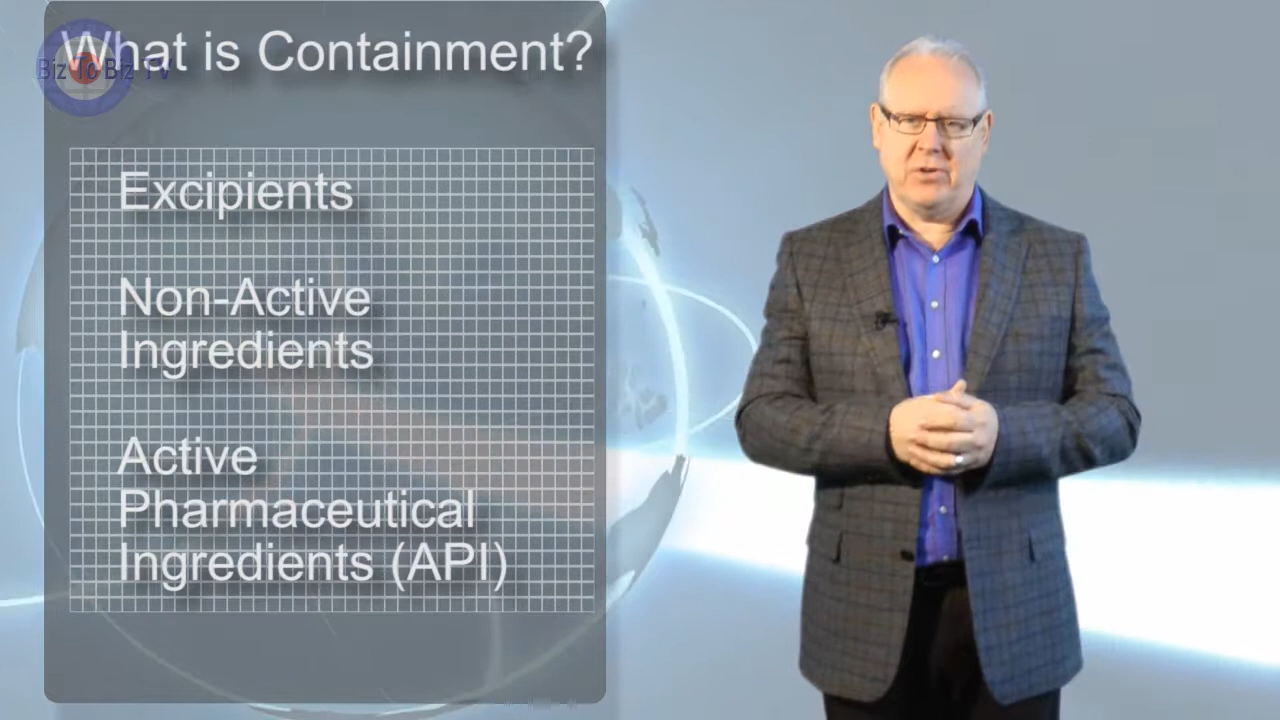 What is Containment?
Biz To Biz TV
Excipients
Non-Active
Ingredients
Active
Pharmaceutical
Ingredients (API)